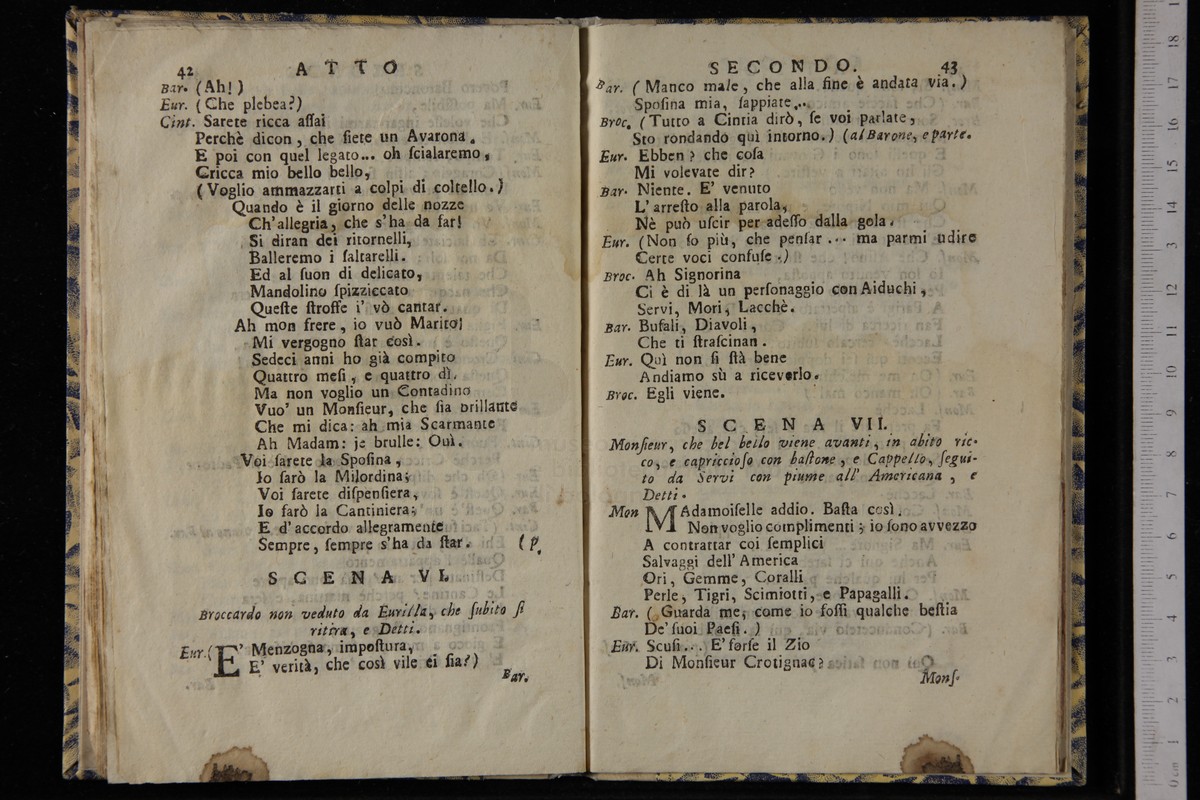 42 ATTO
Bar. (Ah!)
Eur. (Che plebea?)
Cint. Sarete ricca aſſai
Perchè dicon, che ſiete un Avarona.
E poi con quel legato... oh ſcialaremo,
Cricca mio bello bello,
(Voglio ammazzarti a colpi di coltello.)
Quando è il giorno delle nozze
Ch'allegria, che s'ha da far!
Si diran dei ritornelli,
Balleremo i ſaltarelli.
Ed al ſuon di delicato,
Mandolino ſpizziccato
Queſte ſtroffe i' vò cantar.
Ah mon frere, io vuò Marito!
Mi vergogno ſtar così.
Sedeci anni ho già compito
Quattro meſi, e quattro dì.
Ma non voglio un Contadino
Vuo' un Monſieur, che ſia brillante
Che mi dica: ah mia Scarmante
Ah Madam: je brulle: Ouì.
Voi ſarete la Spoſina,
Io farò la Milordina;
Voi ſarete diſpenſiera,
Io farò la Cantiniera;
E d'accordo allegramente
Sempre, ſempre s'ha da ſtar. (p.
SCENA VI.
Broccardo non veduto da Eurilla, che ſubito ſi
ritira, e Detti.
Eur. (E' Menzogna, impoſtura,
E' verità, che così vile ei ſia?)
Bar.
SECONDO. 43
Bar. (Manco male, che alla fine è andata via.)
Spoſina mia, ſappiate...
Broc. (Tutto a Cintia dirò, ſe voi parlate,
Sto rondando quì intorno.) (al Barone, e parte.
Eur. Ebben? che coſa
Mi volevate dir?
Bar. Niente. E' venuto
L'arreſto alla parola,
Nè può uſcir per adeſſo dalla gola.
Eur. (Non ſo più, che penſar... ma parmi udire
Certe voci confuſe.)
Broc. Ah Signorina
Ci è di là un perſonaggio con Aiduchi,
Servi, Mori, Lacchè.
Bar. Bufali, Diavoli,
Che ti ſtraſcinan.
Eur. Quì non ſi ſtà bene
Andiamo sù a riceverlo.
Broc. Egli viene.
SCENA VII.
Monſieur, che bel bello viene avanti, in abito ric-
co, e capriccioſo con baſtone, e Cappello, ſegui-
to da Servi con piume all' Americana, e
Detti.
Mon MAdamoiſelle addio. Baſta così.
Non voglio complimenti; io ſono avvezzo
A contrattar coi ſemplici
Salvaggi dell'America
Ori, Gemme, Coralli
Perle, Tigri, Scimiotti, e Papagalli.
Bar. (Guarda me, come io foſſi qualche beſtia
De'ſuoi Paeſi.)
Eur. Scuſi... E'forſe il Zio
Di Monſieur Crotignac?
Monſ.